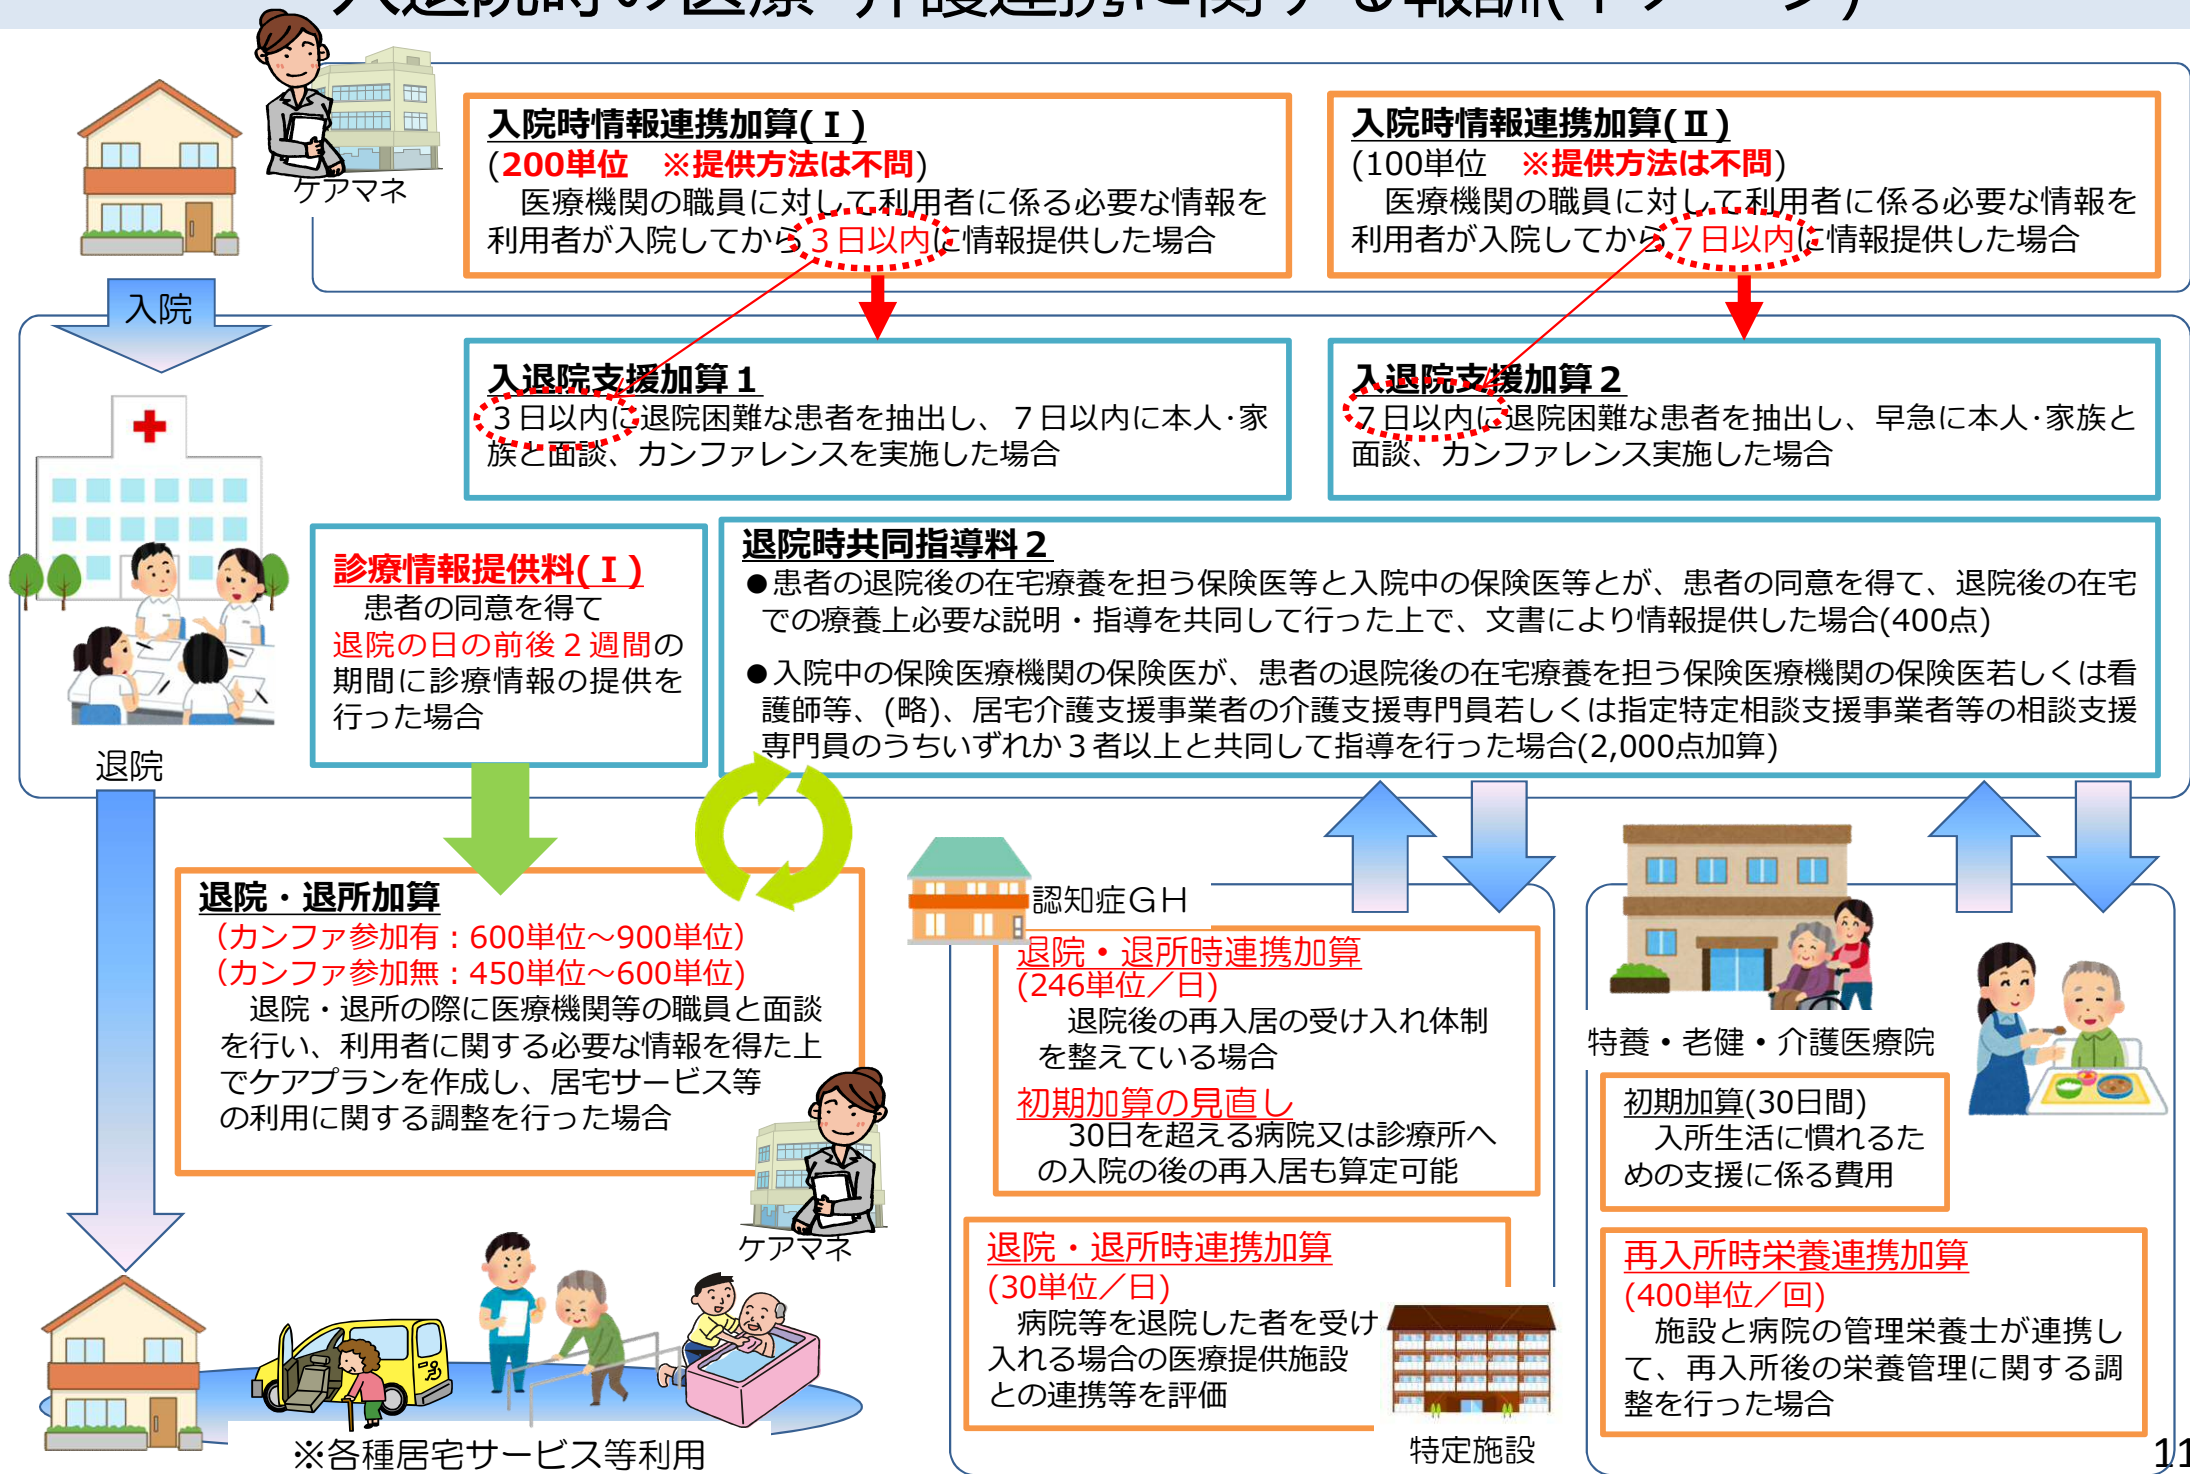 入退院時の医療・介護連携に関する報酬(イメージ)
ケアマネ
入院時情報連携加算(Ⅰ)
(200単位　※提供方法は不問)
医療機関の職員に対して利用者に係る必要な情報を
利用者が入院してから３日以内に情報提供した場合
入院時情報連携加算(Ⅱ)
(100単位　※提供方法は不問)
医療機関の職員に対して利用者に係る必要な情報を
利用者が入院してから７日以内に情報提供した場合
入院
入退院支援加算１
３日以内に退院困難な患者を抽出し、７日以内に本人・家
族と面談、カンファレンスを実施した場合
入退院支援加算２
７日以内に退院困難な患者を抽出し、早急に本人・家族と
面談、カンファレンス実施した場合
診療情報提供料(Ⅰ)
患者の同意を得て
退院の日の前後２週間の
期間に診療情報の提供を
行った場合
退院時共同指導料２
●患者の退院後の在宅療養を担う保険医等と入院中の保険医等とが、患者の同意を得て、退院後の在宅
での療養上必要な説明・指導を共同して行った上で、文書により情報提供した場合(400点)
●入院中の保険医療機関の保険医が、患者の退院後の在宅療養を担う保険医療機関の保険医若しくは看
護師等、(略)、居宅介護支援事業者の介護支援専門員若しくは指定特定相談支援事業者等の相談支援
専門員のうちいずれか３者以上と共同して指導を行った場合(2,000点加算)
退院
退院・退所加算
（カンファ参加有：600単位～900単位）
（カンファ参加無：450単位～600単位)
退院・退所の際に医療機関等の職員と面談
を行い、利用者に関する必要な情報を得た上
でケアプランを作成し、居宅サービス等
の利用に関する調整を行った場合
ケアマネ
※各種居宅サービス等利用
認知症ＧＨ
退院・退所時連携加算
(246単位／日)
退院後の再入居の受け入れ体制
を整えている場合
初期加算の見直し
30日を超える病院又は診療所へ
の入院の後の再入居も算定可能
退院・退所時連携加算
(30単位／日)
病院等を退院した者を受け
入れる場合の医療提供施設
との連携等を評価
特定施設
特養・老健・介護医療院
初期加算(30日間)
入所生活に慣れるた
めの支援に係る費用
再入所時栄養連携加算
(400単位／回)
施設と病院の管理栄養士が連携し
て、再入所後の栄養管理に関する調
整を行った場合
11